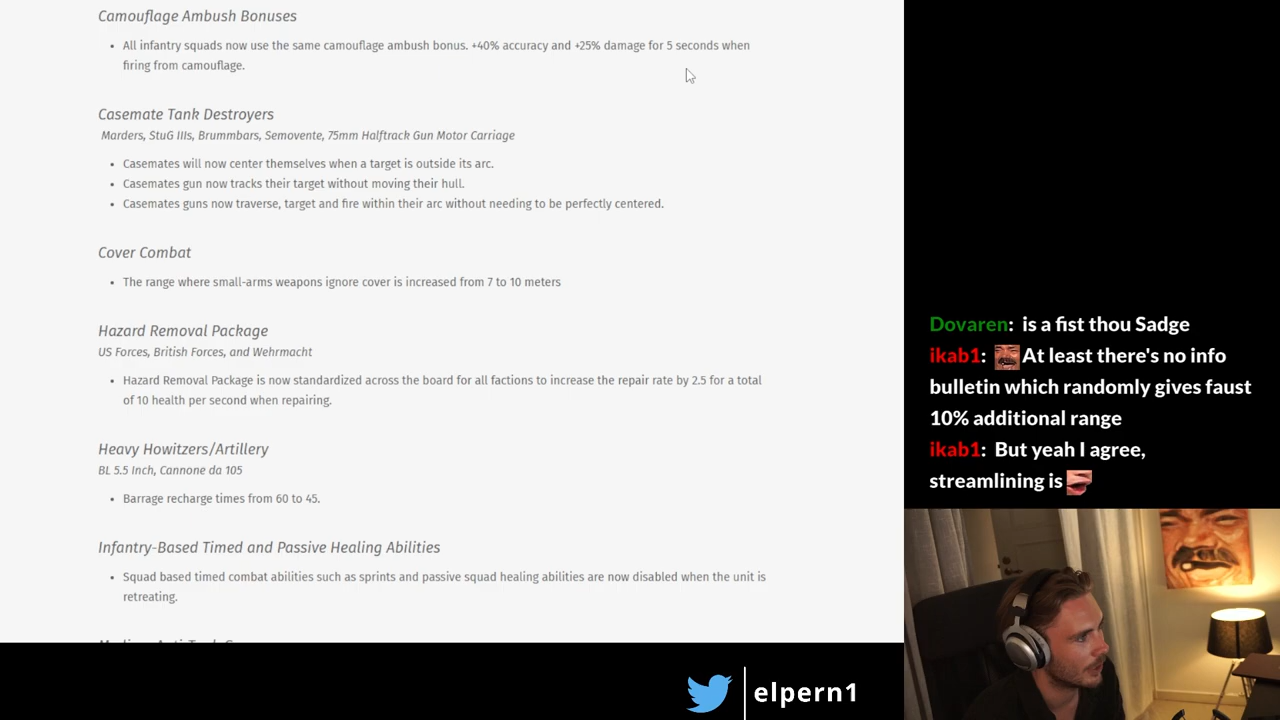 Camouflage Ambush Bonuses
• All infantry squads now use the same camouflage ambush bonus. +40% accuracy and +25% damage for 5 seconds when
firing from camouflage.
Casemate Tank Destroyers
Marders, StuG IIIs, Brummbars, Semovente, 75mm Halftrack Gun Motor Carriage
• Casemates will now center themselves when a target is outside its arc.
• Casemates gun now tracks their target without moving their hull.
• Casemates guns now traverse, target and fire within their arc without needing to be perfectly centered.
Cover Combat
• The range where small-arms weapons ignore cover is increased from 7 to 10 meters
Hazard Removal Package
US Forces, British Forces, and Wehrmacht
• Hazard Removal Package is now standardized across the board for all factions to increase the repair rate by 2.5 for a total
of 10 health per second when repairing.
Heavy Howitzers/Artillery
BL 5.5 Inch, Cannone da 105
• Barrage recharge times from 60 to 45.
Infantry-Based Timed and Passive Healing Abilities
• Squad based timed combat abilities such as sprints and passive squad healing abilities are now disabled when the unit is
retreating.
Dovaren: is a fist thou Sadge
ikab1: At least there's no info
bulletin which randomly gives faust
10% additional range
ikab1: But yeah I agree,
streamlining is
elpern1